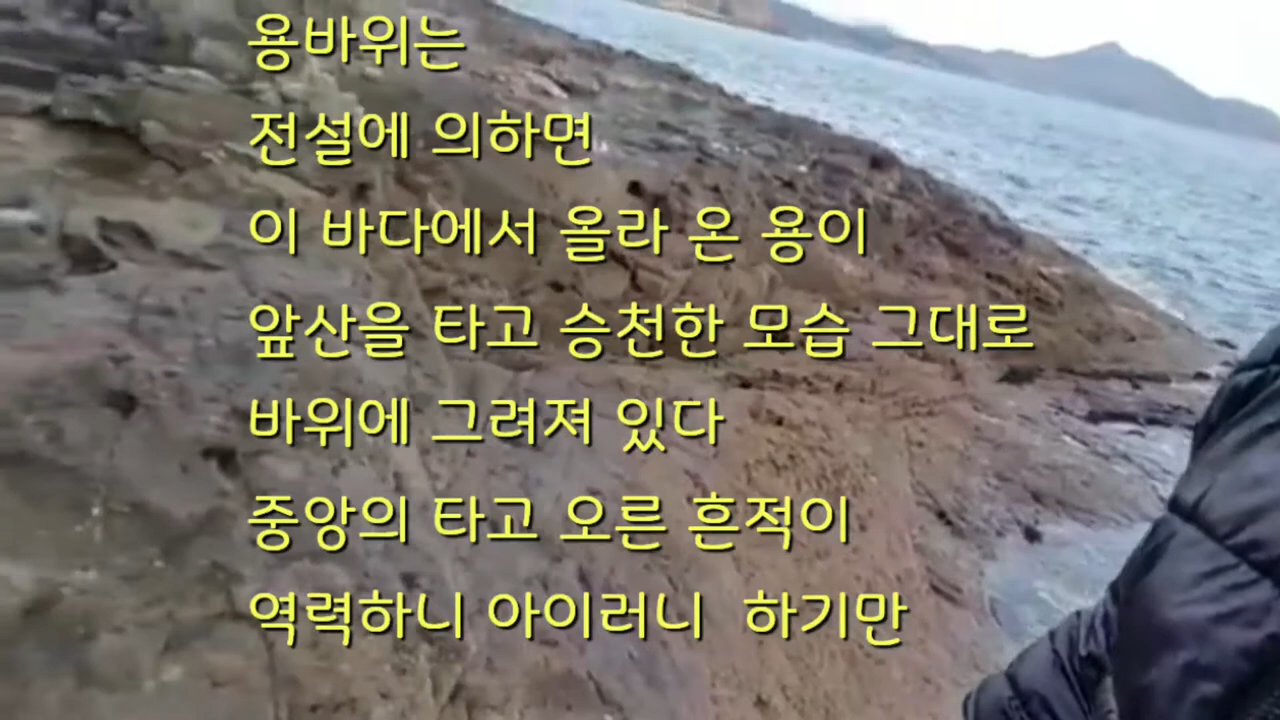 용바위는
전설에 의하면
이 바다에서 올라 온 용이
앞산을 타고 승천한 모습 그대로
바위에 그려져 있다
중앙의 타고 오른 흔적이
역력하니 아이러니  하기만